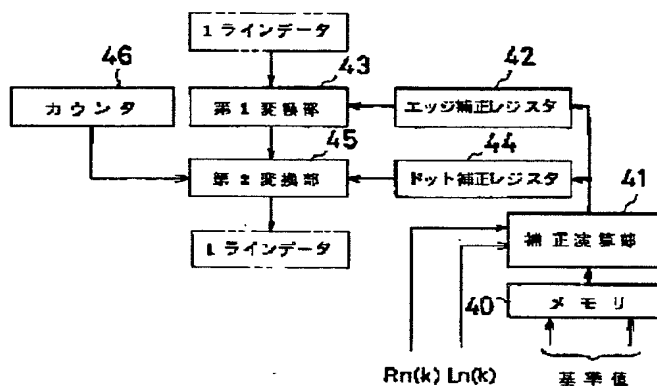 1ラインデータ
46
43
42
カウンタ
第1変換部
エッジ補正レジスタ
45
44
第2変換部
ドット補正レジスタ
41
Lラインデータ
補正演算部
40
メモリ
Rn(k) Ln(k)
基準値